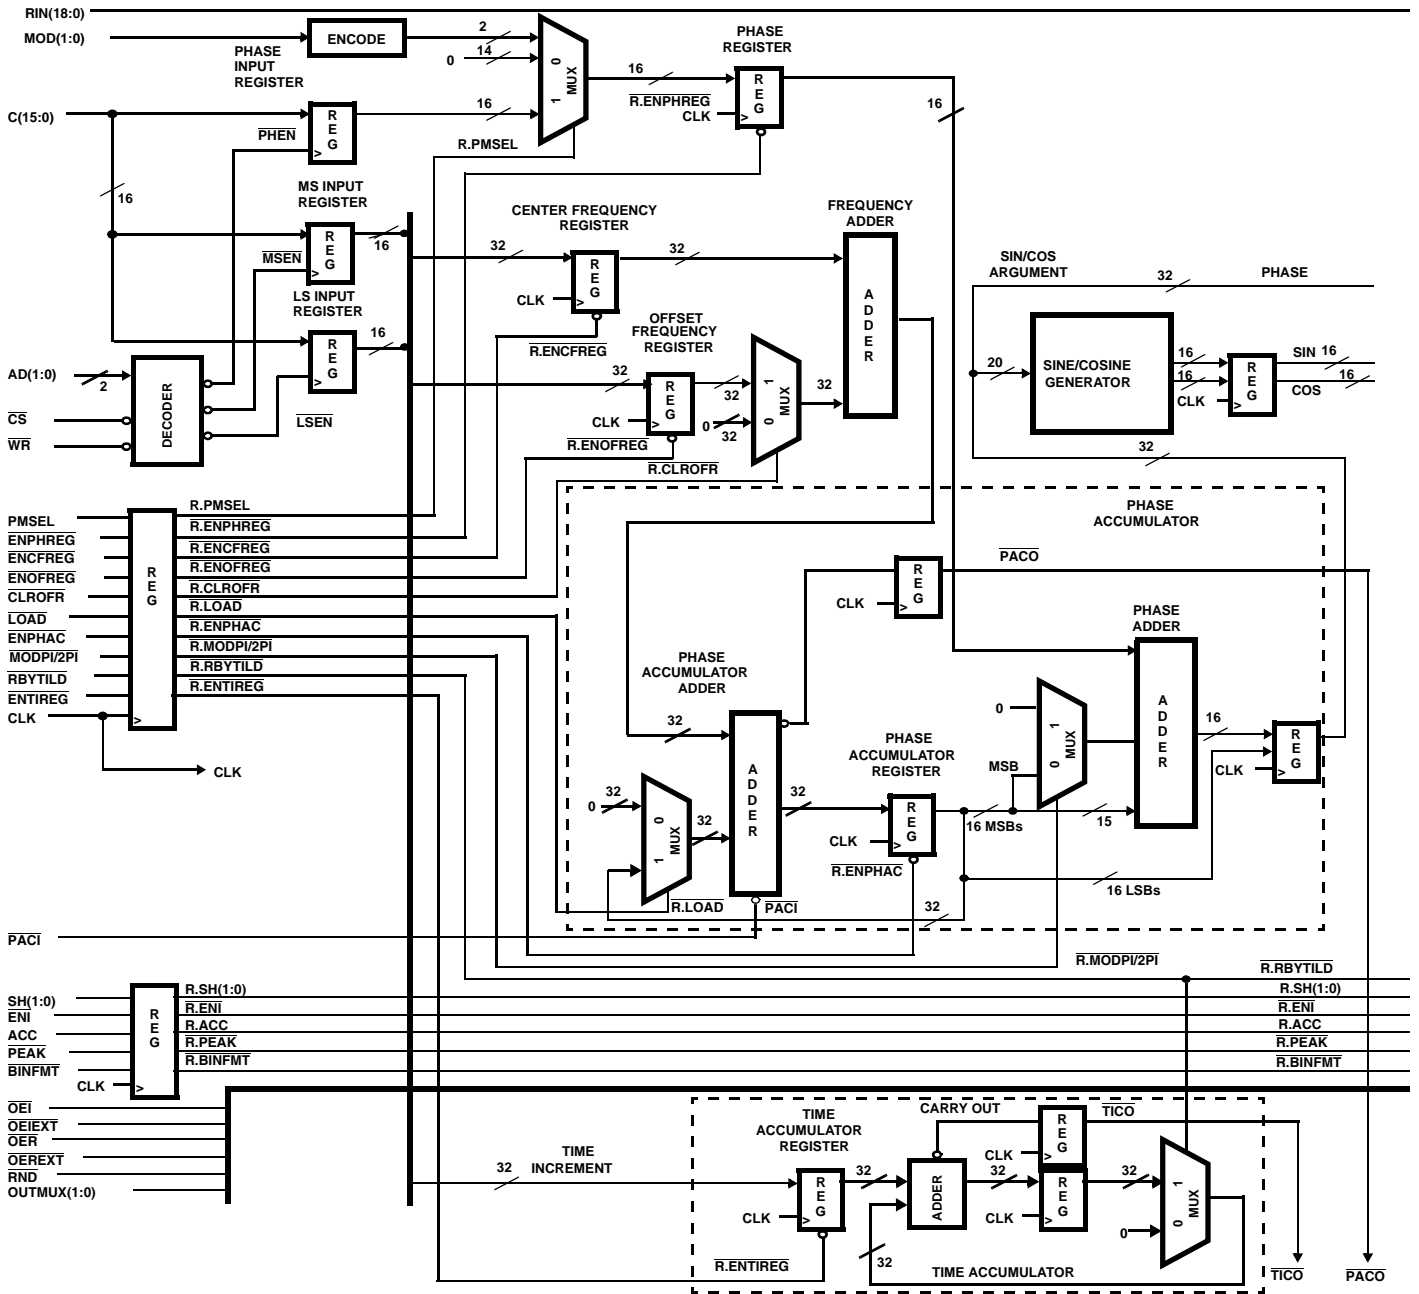 RIN(18:0)
MOD(1:0)
ENCODE
2
14
0
PHASE
INPUT
REGISTER
C(15:0)
REG
>
PHEN
16
0
1
MUX
R.PMSEL
16
PHASE
REGISTER
R.ENPHREG
CLK
REG
>
16
16
MS INPUT
REGISTER
MSEN
REG
>
16
LS INPUT
REGISTER
REG
>
16
LSEN
AD(1:0)
2
CS
WR
DECODER
CENTER FREQUENCY
REGISTER
32
CLK
REG
>
32
R.ENCFREG
OFFSET
FREQUENCY
REGISTER
32
CLK
REG
>
32
0
32
R.ENOFREG
1
0
MUX
32
R.CLROFR
FREQUENCY
ADDER
ADDER
SIN/COS
ARGUMENT
32
PHASE
20
SINE/COSINE
GENERATOR
16
16
CLK
REG
>
SIN 16
COS
16
32
PMSEL
ENPHREG
ENCFREG
ENOFREG
CLROFR
LOAD
ENPHAC
MODPI/2PI
RBYTILD
ENTIREG
CLK
REG
>
R.PMSEL
R.ENPHREG
R.ENCFREG
R.ENOFREG
R.CLROFR
R.LOAD
R.ENPHAC
R.MODPI/2PI
R.RBYTILD
R.ENTIREG
CLK
PHASE
ACCUMULATOR
PACO
CLK
REG
>
PHASE
ADDER
ADDER
PHASE
ACCUMULATOR
ADDER
32
ADDER
0
32
0
1
MUX
32
R.LOAD
PACI
32
PHASE
ACCUMULATOR
REGISTER
CLK
REG
>
R.ENPHAC
0
MSB
1
0
MUX
16 MSBs
15
16 LSBs
32
16
CLK
REG
>
PACI
R.MODPI/2PI
R.RBYTILD
SH(1:0)
ENI
ACC
PEAK
BINFMT
CLK
REG
>
R.SH(1:0)
R.ENI
R.ACC
R.PEAK
R.BINFMT
R.SH(1:0)
R.ENI
R.ACC
R.PEAK
R.BINFMT
OEI
OEIEXT
OER
OEREXT
RND
OUTMUX(1:0)
32
TIME
INCREMENT
TIME
ACCUMULATOR
REGISTER
CLK
REG
>
R.ENTIREG
32
ADDER
CARRY OUT
32
CLK
REG
>
TICO
CLK
REG
>
32
0
1
0
MUX
32
TIME ACCUMULATOR
TICO
PACO